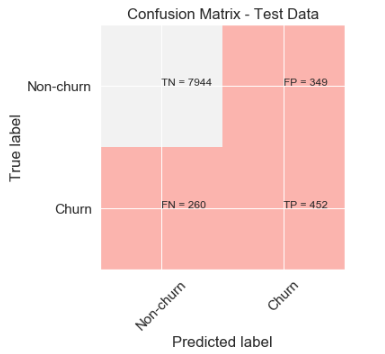 Confusion Matrix - Test Data
Non-churn
TN = 7944
FP = 349
True label
Churn
FN = 260
TP = 452
Non-churn
Churn
Predicted label